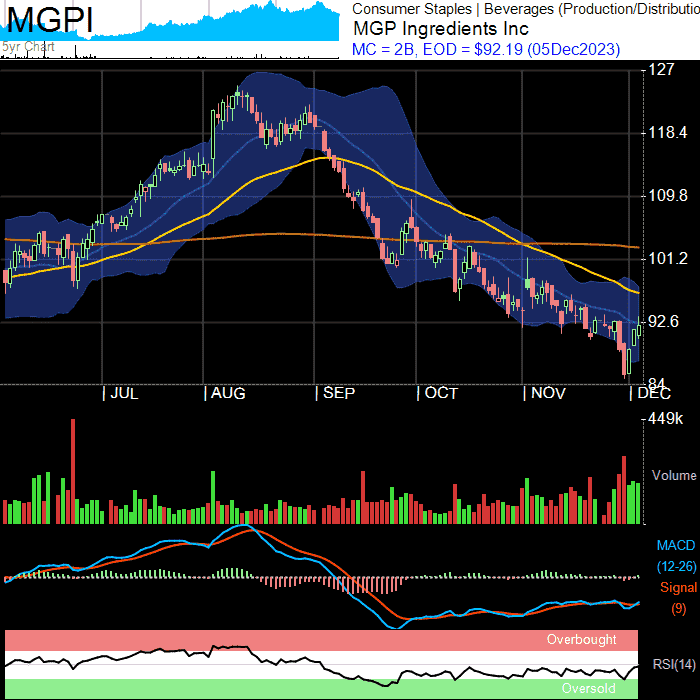 MGPI
5yr Chart
Consumer Staples | Beverages (Production/Distributio
MGP Ingredients Inc
MC = 2B, EOD = $92.19 (05Dec2023)
127
118.4
109.8
101.2
92.6
84
| JUL | AUG | SEP | OCT | NOV | DEC
449k
Volume
MACD
(12-26)
Signal
(9)
Overbought
RSI(14)
Oversold